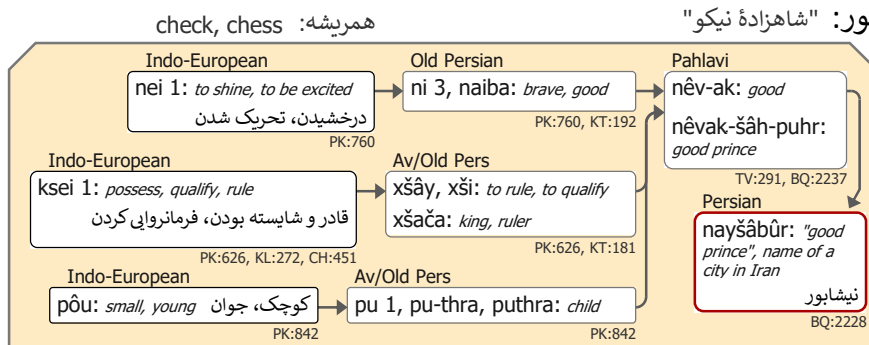 ور: "شاهزادهٔ نیکو"
همریشه: check, chess
Indo-European
nei 1: to shine, to be excited
درخشیدن، تحریک شدن
PK:760
Old Persian
ni 3, naiba: brave, good
PK:760, KT:192
Pahlavi
nêv-ak: good
nêvak-šâh-puhr:
good prince
TV:291, BQ:2237
Indo-European
ksei 1: possess, qualify, rule
قادر و شایسته بودن، فرمانروایی کردن
PK:626, KL:272, CH:451
Av/Old Pers
xšây, xši: to rule, to qualify
xšača: king, ruler
PK:626, KT:181
Persian
nayšâbûr: "good
prince", name of a
city in Iran
نیشابور
BQ:2228
Indo-European
pôu: small, young کوچک، جوان
PK:842
Av/Old Pers
pu 1, pu-thra, puthra: child
PK:842